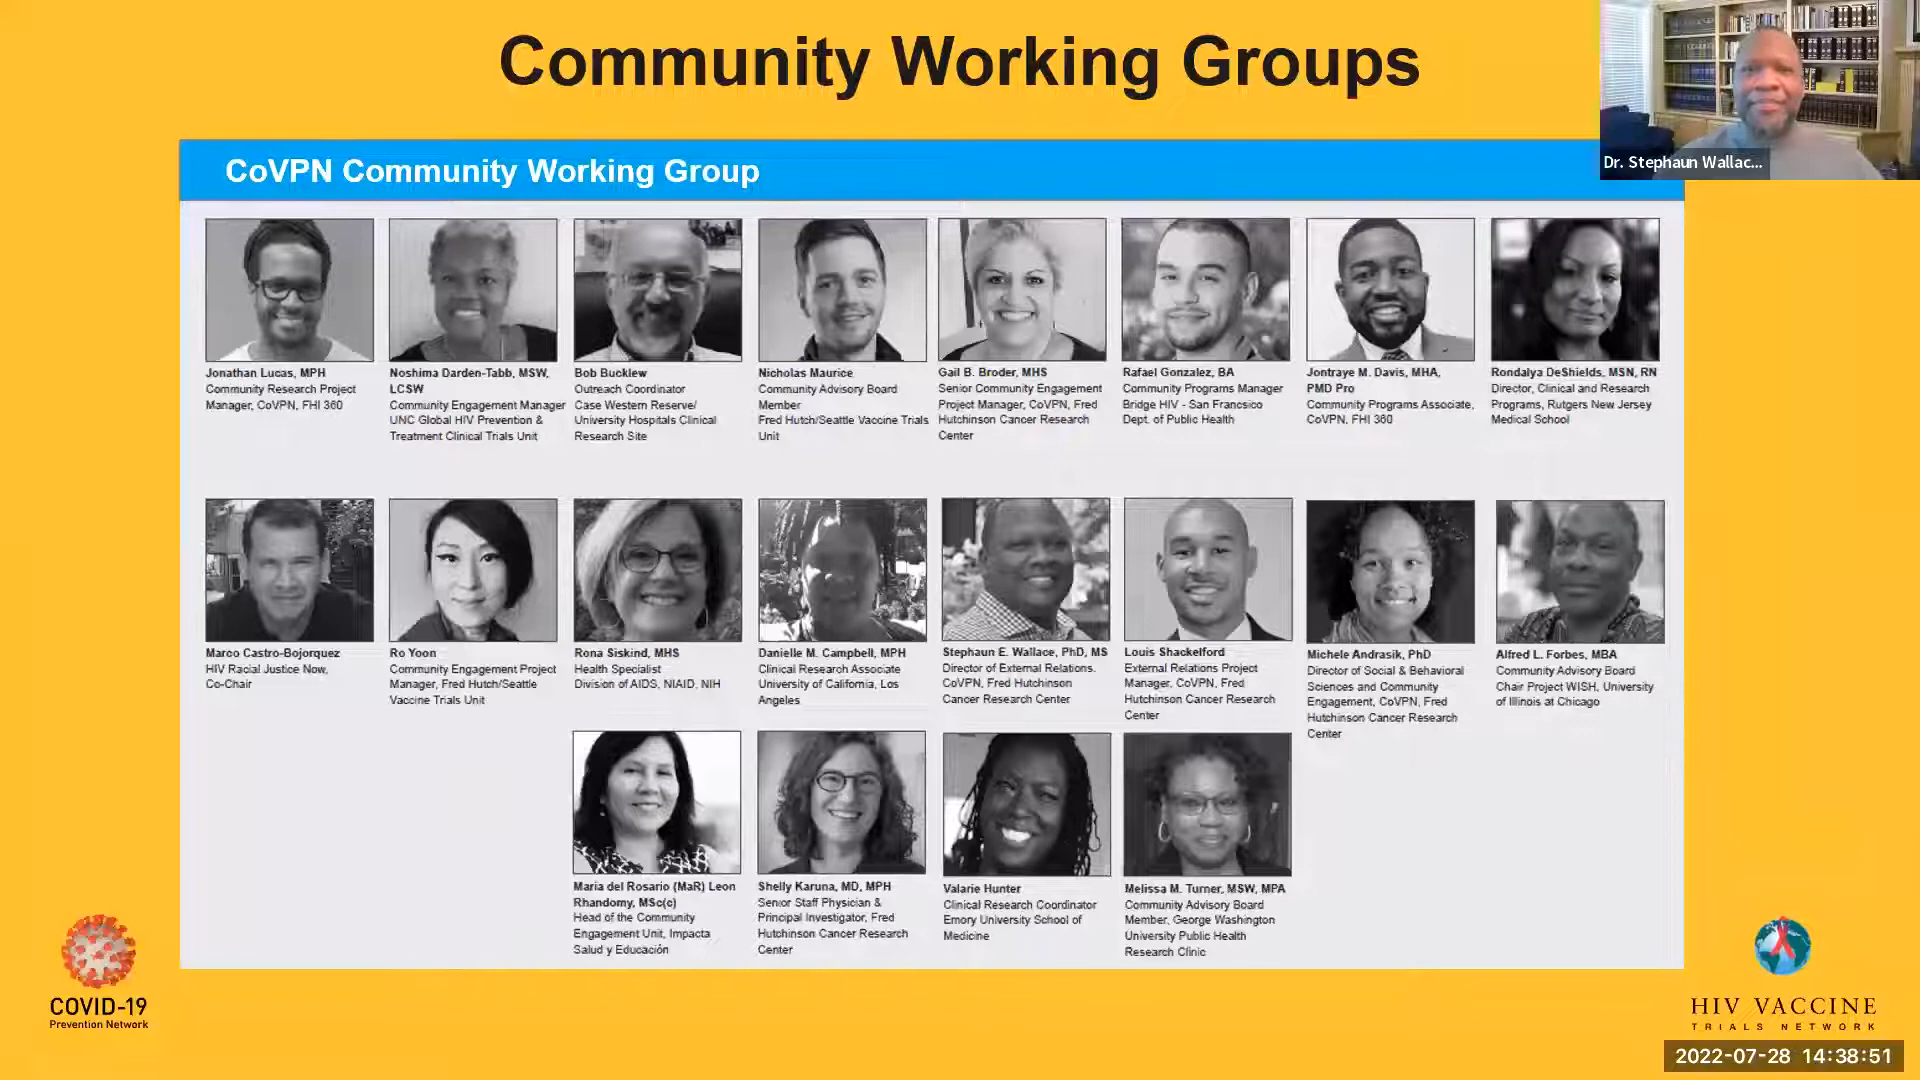 Community Working Groups
Dr. Stephaun Wallac...
CoVPN Community Working Group
Jonathan Lucas, MPH
Community Research Project
Manager, CoVPN, FHI 360
Noshima Darden-Tabb, MSW,
LCSW
Community Engagement Manager
UNC Global HIV Prevention &
Treatment Clinical Trials Unit
Bob Bucklew
Outreach Coordinator
Case Western Reserve/
University Hospitals Clinical
Research Site
Nicholas Maurice
Community Advisory Board
Member
Fred Hutch/Seattle Vaccine Trials
Unit
Gail B. Broder, MHS
Senior Community Engagement
Project Manager, CoVPN, Fred
Hutchinson Cancer Research
Center
Rafael Gonzalez, BA
Community Programs Manager
Bridge HIV - San Francsico
Dept. of Public Health
Jontraye M. Davis, MHA,
PMD Pro
Community Programs Associate,
CoVPN, FHI 360
Rondalya DeShields, MSN, RN
Director, Clinical and Research
Programs, Rutgers New Jersey
Medical School
Marco Castro-Bojorquez
HIV Racial Justice Now,
Co-Chair
Ro Yoon
Community Engagement Project
Manager, Fred Hutch/Seattle
Vaccine Trials Unit
Rona Siskind, MHS
Health Specialist
Division of AIDS, NIAID, NIH
Danielle M. Campbell, MPH
Clinical Research Associate
University of California, Los
Angeles
Stephaun E. Wallace, PhD, MS
Director of External Relations.
CoVPN, Fred Hutchinson
Cancer Research Center
Louis Shackelford
External Relations Project
Manager, CoVPN, Fred
Hutchinson Cancer Research
Center
Michele Andrasik, PhD
Director of Social & Behavioral
Sciences and Community
Engagement, CoVPN, Fred
Hutchinson Cancer Research
Center
Alfred L. Forbes, MBA
Community Advisory Board
Chair Project WISH, University
of Illinois at Chicago
Maria del Rosario (MaR) Leon
Rhandomy, MSc(c)
Head of the Community
Engagement Unit, Impacta
Salud y Educación
Shelly Karuna, MD, MPH
Senior Staff Physician &
Principal Investigator, Fred
Hutchinson Cancer Research
Center
Valarie Hunter
Clinical Research Coordinator
Emory University School of
Medicine
Melissa M. Turner, MSW, MPA
Community Advisory Board
Member, George Washington
University Public Health
Research Clinic
COVID-19
Prevention Network
HIV VACCINE
TRIALS NETWORK
2022-07-28 14:38:51